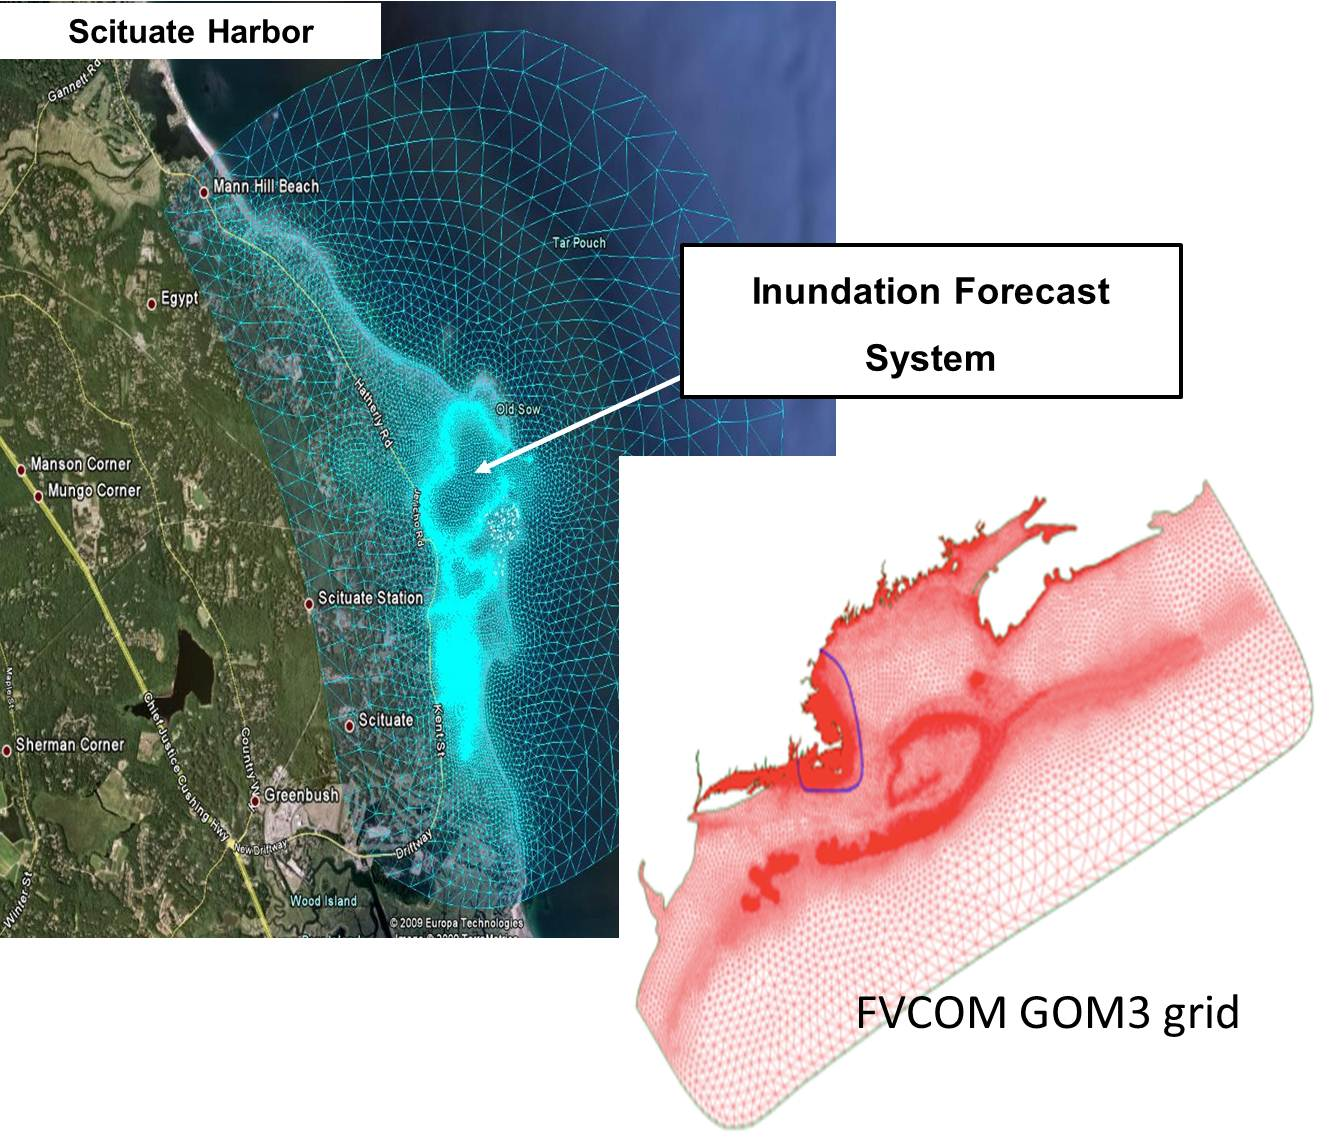 Scituate Harbor
Gannett Rd
Mann Hill Beach
Tar Pouch
Inundation Forecast
System
Egypt
Hatherly Rd
Old Sow
Manson Corner
Mungo Corner
Jericho Rd
Scituate Station
Maple St
Chief Justice Cushing Hwy
Country Way
Kent St
Scituate
Sherman Corner
Greenbush
New Driftway
Driftway
Winter St
Wood Island
© 2009 Europa Technologies
FVCOM GOM3 grid